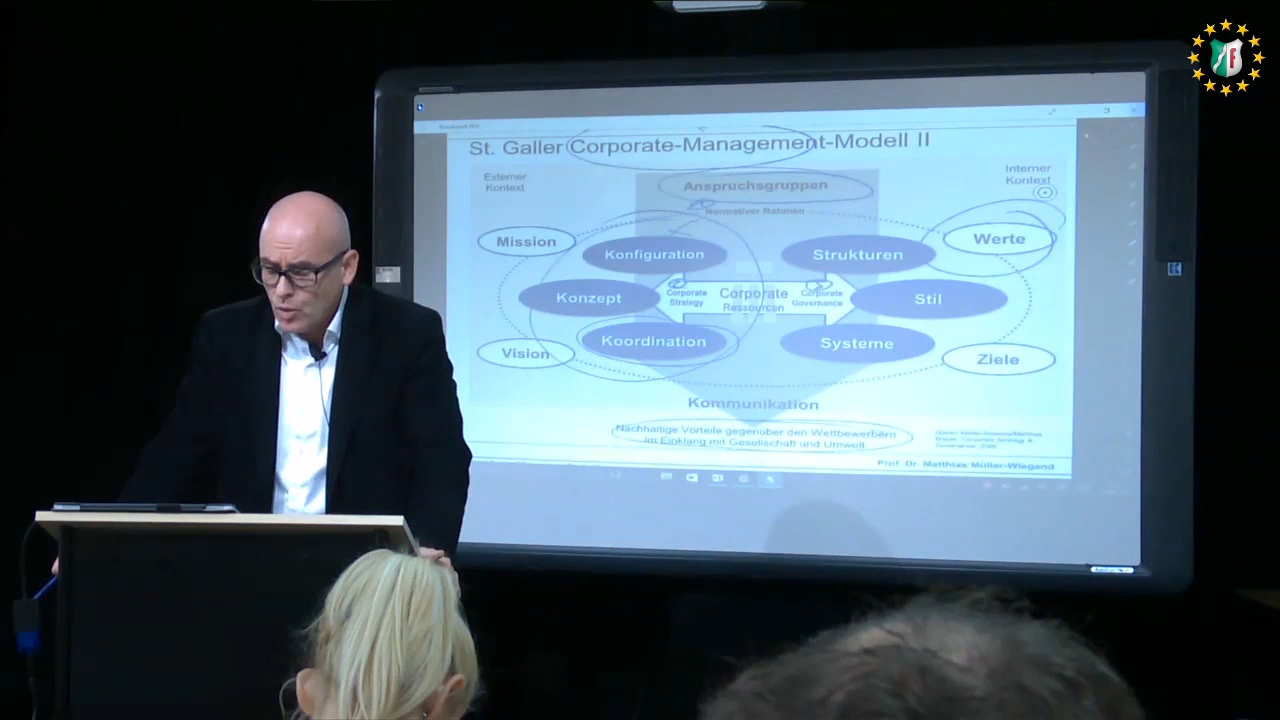 St. Galler Corporate-Management-Modell II
Externer
Kontext
Interner
Kontext
Anspruchsgruppen
Normativer Rahmen
Mission
Werte
Konfiguration
Strukturen
Konzept
Corporate
Strategy
Corporate
Ressourcen
Corporate
Governance
Stil
Koordination
Systeme
Vision
Ziele
Kommunikation
Nachhaltige Vorteile gegenüber den Wettbewerbern
im Einklang mit Gesellschaft und Umwelt
Prof. Dr. Matthias Müller-Wiegand
F